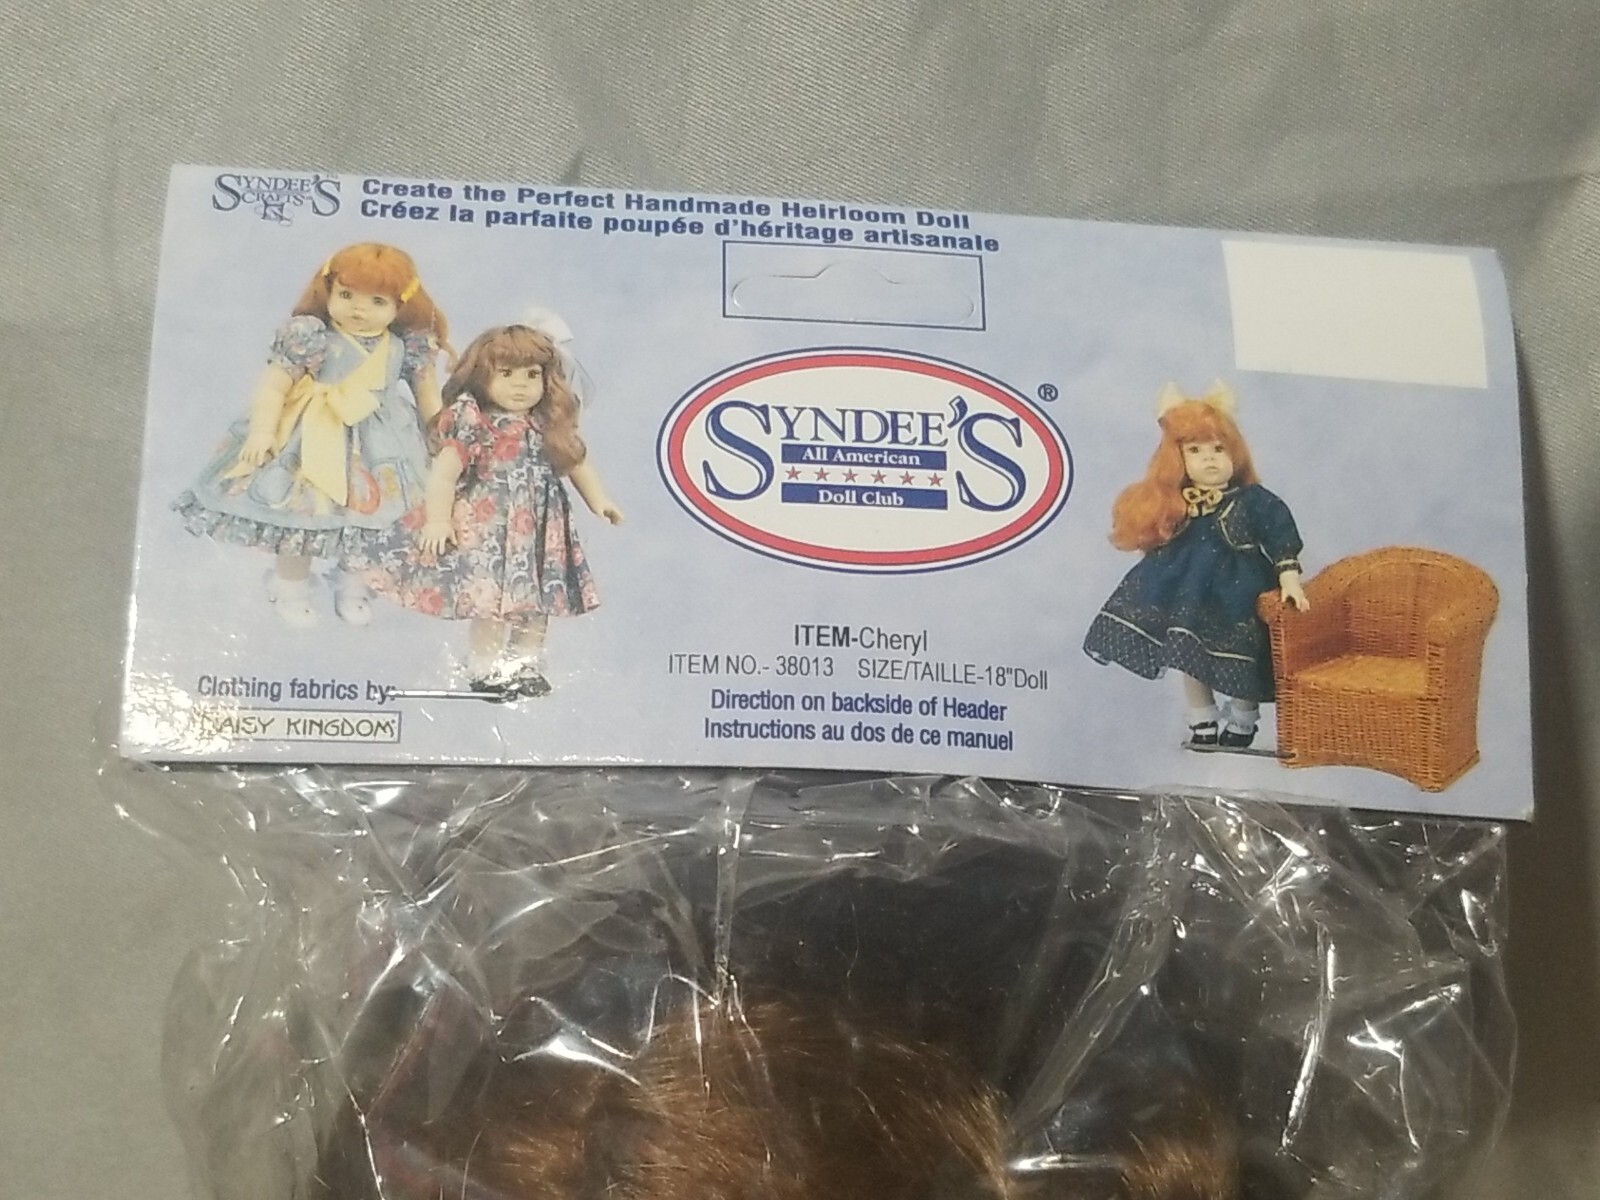 SYNDEE'S
CRAFTS
Create the Perfect Handmade Heirloom Doll
Créez la parfaite poupée d'héritage artisanale
SYNDEE'S®
All American
Doll Club
ITEM-Cheryl
ITEM NO.- 38013 SIZE/TAILLE-18"Doll
Direction on backside of Header
Instructions au dos de ce manuel
Clothing fabrics by:
DAISY KINGDOM